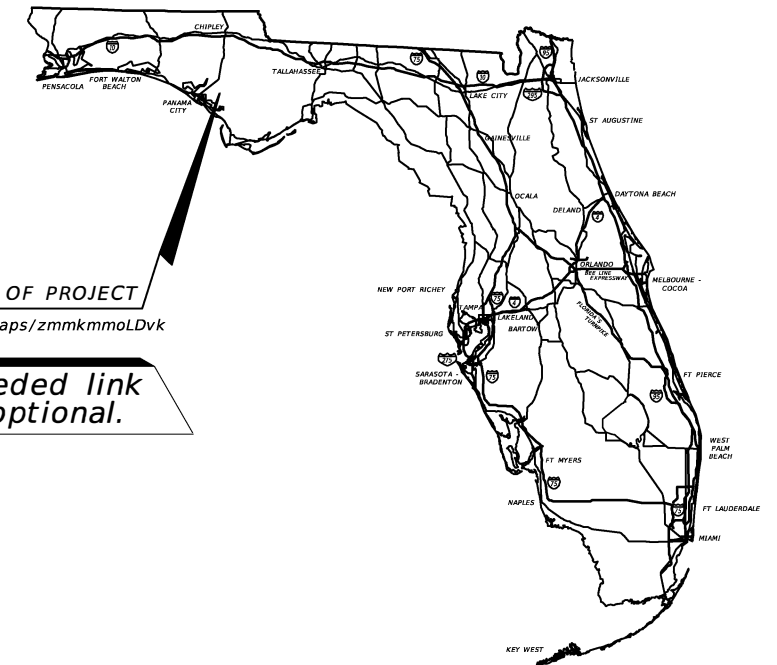 CHIPLEY
10
PENSACOLA
FORT WALTON
BEACH
PANAMA
CITY
TALLAHASSEE
75
10
95
JACKSONVILLE
LAKE CITY
295
ST AUGUSTINE
GAINESVILLE
OCALA
DAYTONA BEACH
DELAND
4
ORLANDO
BEE LINE
EXPRESSWAY
MELBOURNE -
COCOA
OF PROJECT
aps/zmmkmmoLDvk
eded link
optional.
NEW PORT RICHEY
75
4
TAMPA
LAKELAND
BARTOW
FLORIDA'S
TURNPIKE
ST PETERSBURG
275
SARASOTA -
BRADENTON
75
FT PIERCE
WEST
PALM
BEACH
FT MYERS
75
NAPLES
75
FT LAUDERDALE
MIAMI
KEY WEST